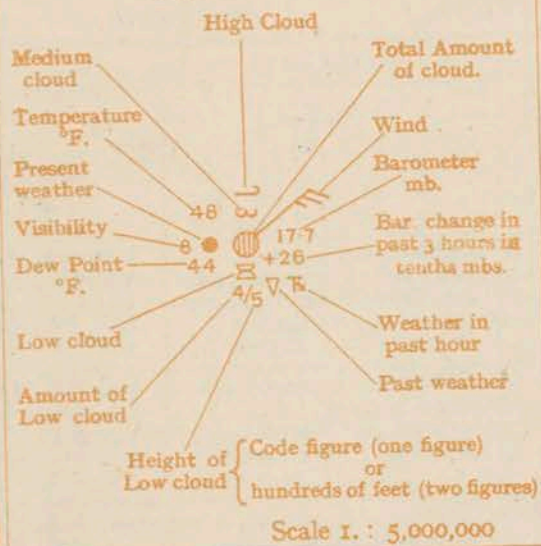 High Cloud
Medium
cloud
Total Amount
of cloud.
Temperature
°F.
Wind
Present
weather
Barometer
mb.
48
Visibility
8
17·7
Bar. change in
past 3 hours in
tenths mbs.
+26
Dew Point
°F.
44
4/5
Low cloud
Weather in
past hour
Amount of
Low cloud
Past weather
Height of
Low cloud
Code figure (one figure)
or
hundreds of feet (two figures)
Scale 1. : 5,000,000